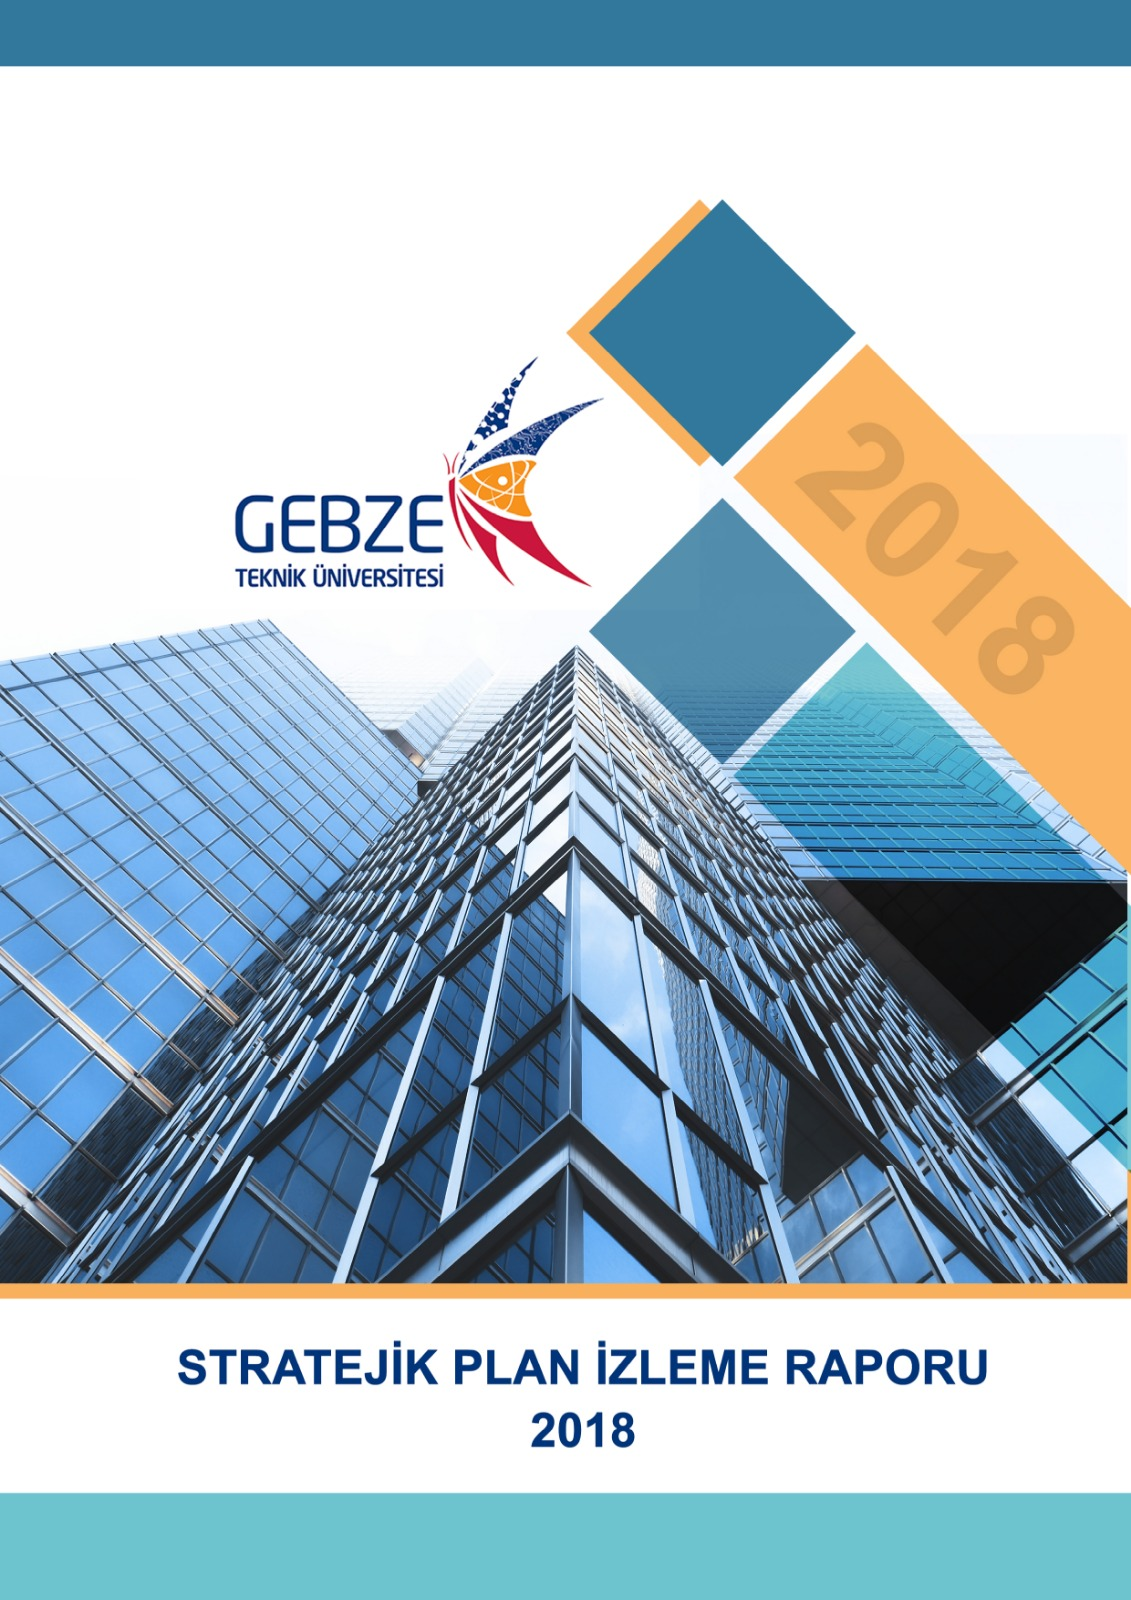 2018
GEBZE
TEKNİK ÜNİVERSİTESİ
STRATEJİK PLAN İZLEME RAPORU
2018